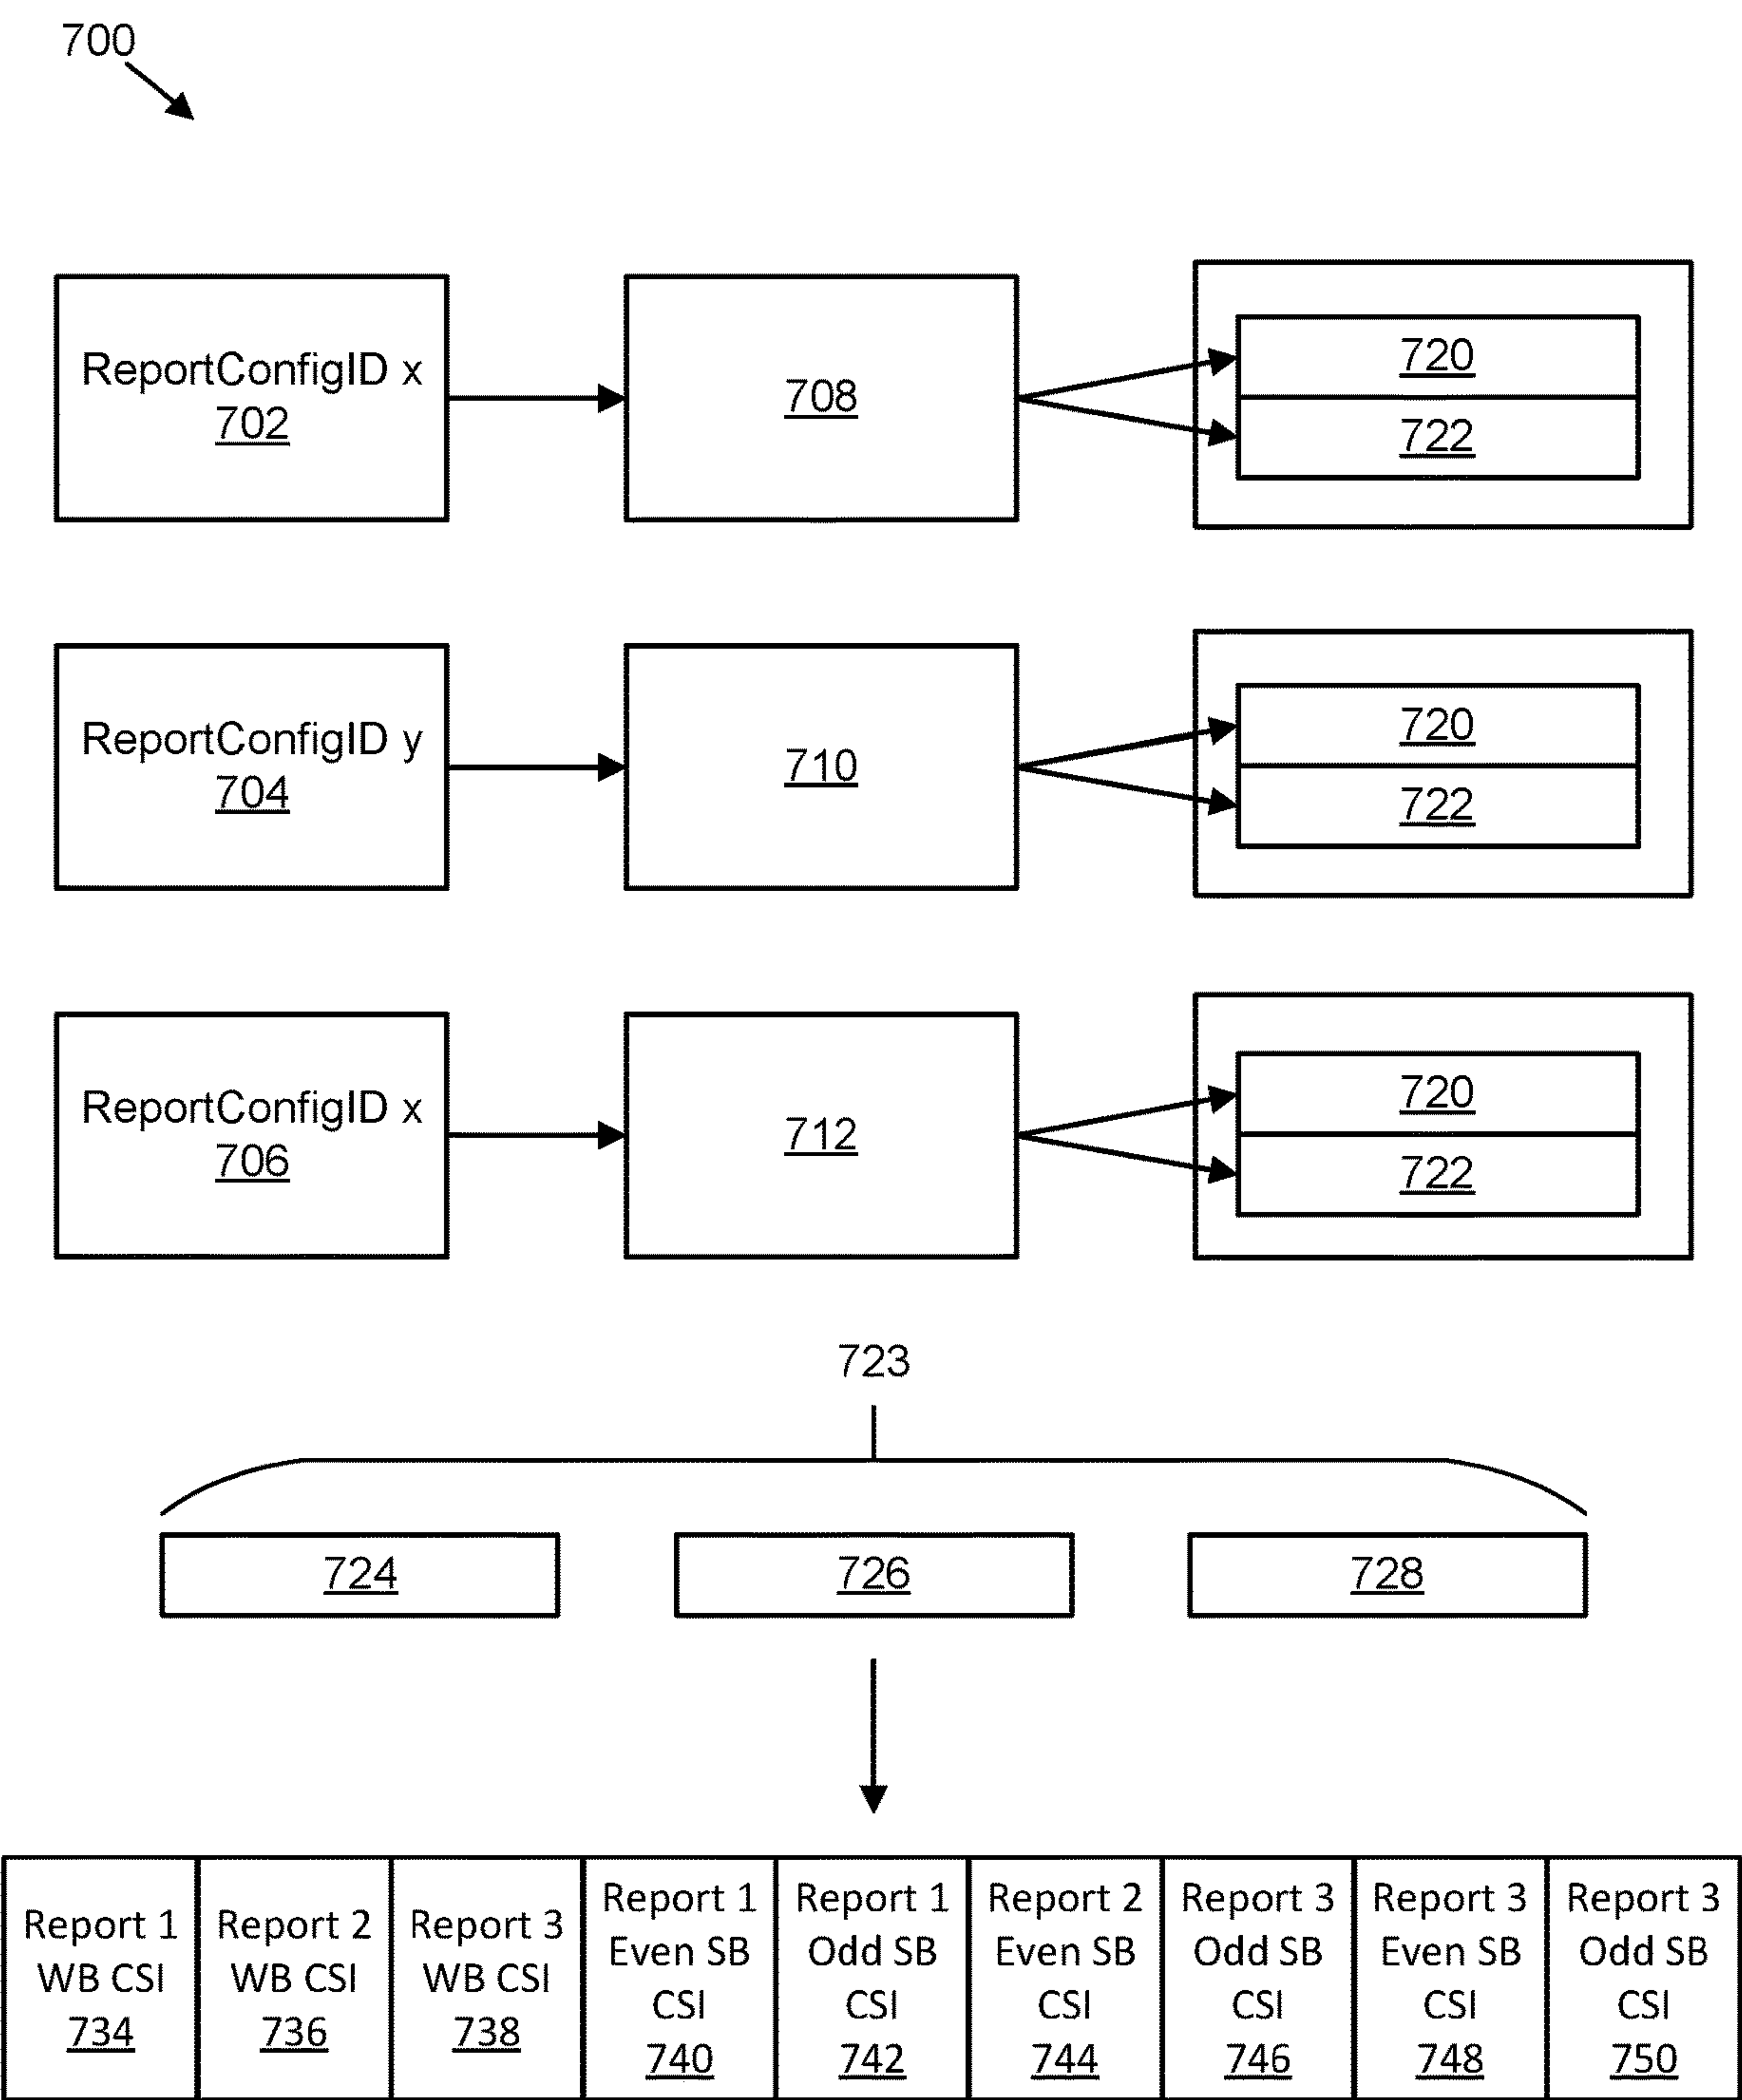 700
ReportConfigID x
702
708
720
722
ReportConfigID y
704
710
720
722
ReportConfigID x
706
712
720
722
723
724
726
728
Report 1
WB CSI
734
Report 2
WB CSI
736
Report 3
WB CSI
738
Report 1
Even SB
CSI
740
Report 1
Odd SB
CSI
742
Report 2
Even SB
CSI
744
Report 3
Odd SB
CSI
746
Report 3
Even SB
CSI
748
Report 3
Odd SB
CSI
750